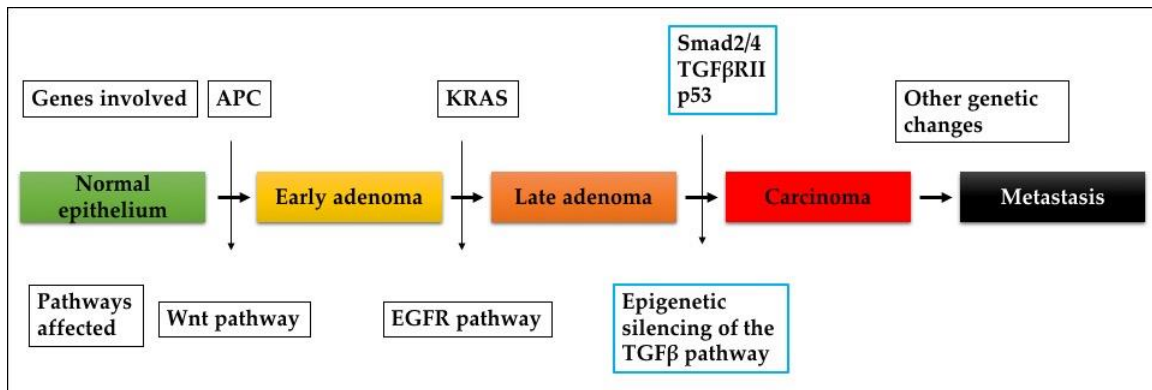 Smad2/4
TGFβRII
p53
Genes involved
APC
KRAS
Other genetic
changes
Normal
epithelium
Early adenoma
Late adenoma
Carcinoma
Metastasis
Pathways
affected
Wnt pathway
EGFR pathway
Epigenetic
silencing of the
TGFβ pathway